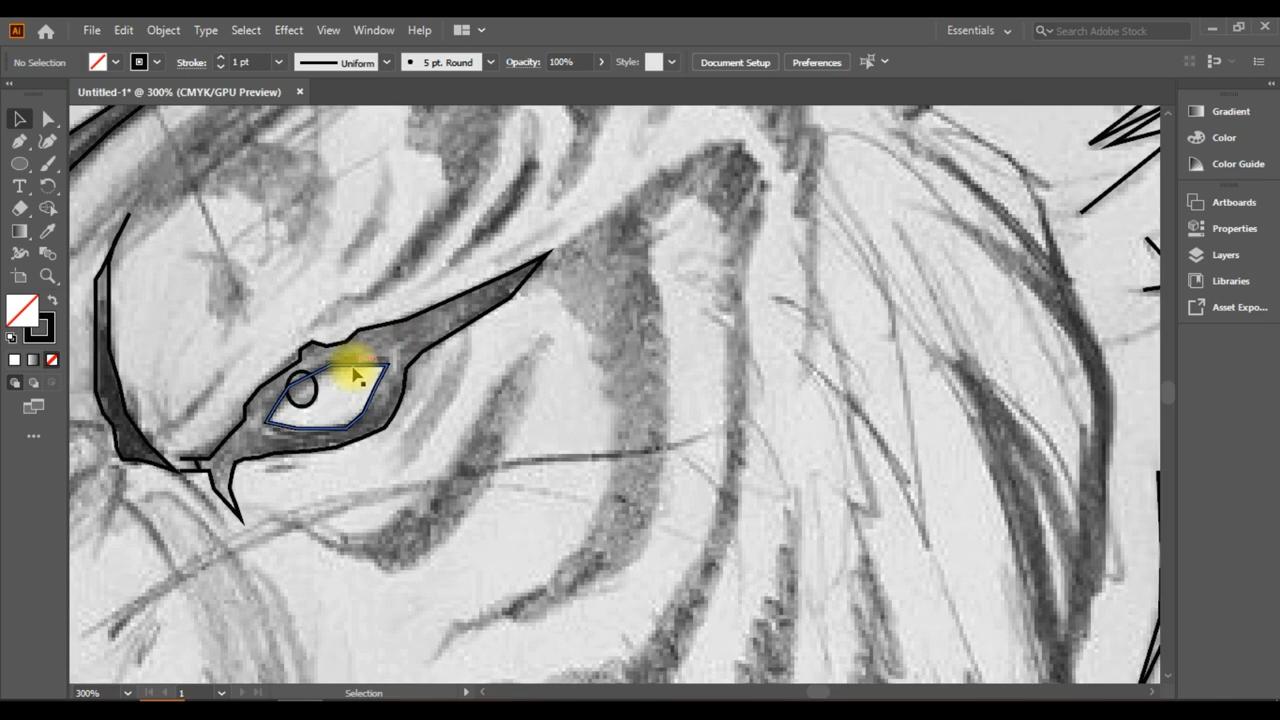 Ai File Edit Object Type Select Effect View Window Help Essentials Search Adobe Stock
No Selection Stroke: 1 pt Uniform 5 pt. Round Opacity: 100% Style: Document Setup Preferences
Untitled-1* @ 300% (CMYK/GPU Preview)
Gradient
Color
Color Guide
Artboards
Properties
Layers
Libraries
Asset Expo...
300% 1 Selection